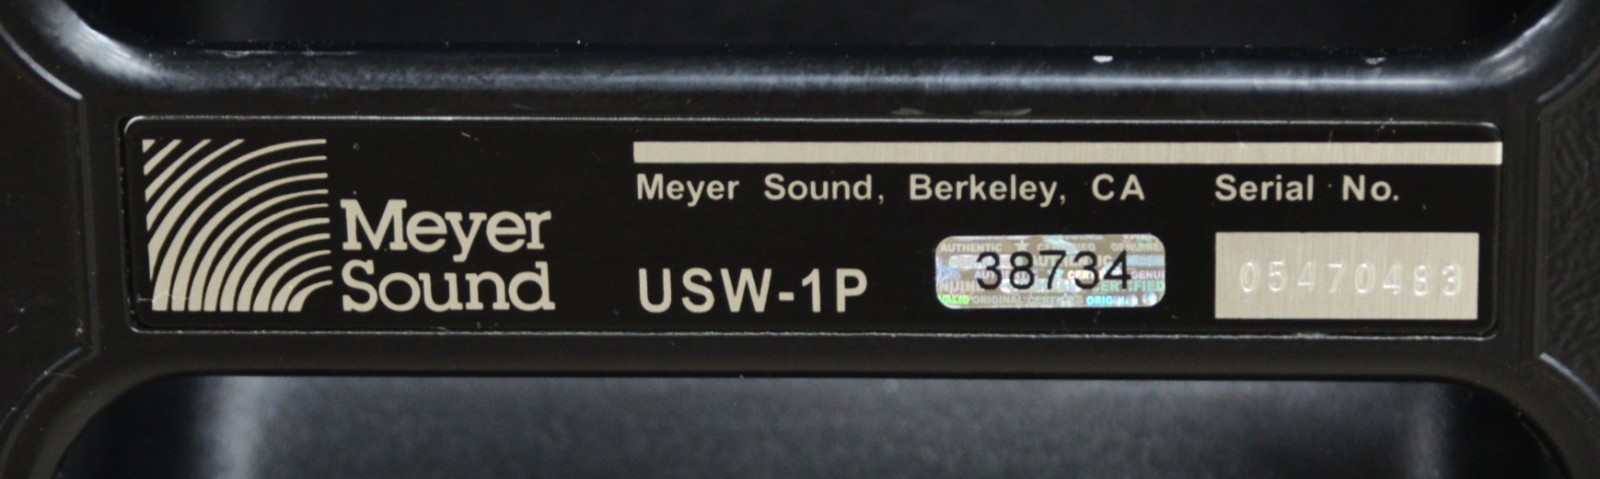 Meyer
Sound
Meyer Sound, Berkeley, CA
USW-1P
38734
Serial No.
05470483